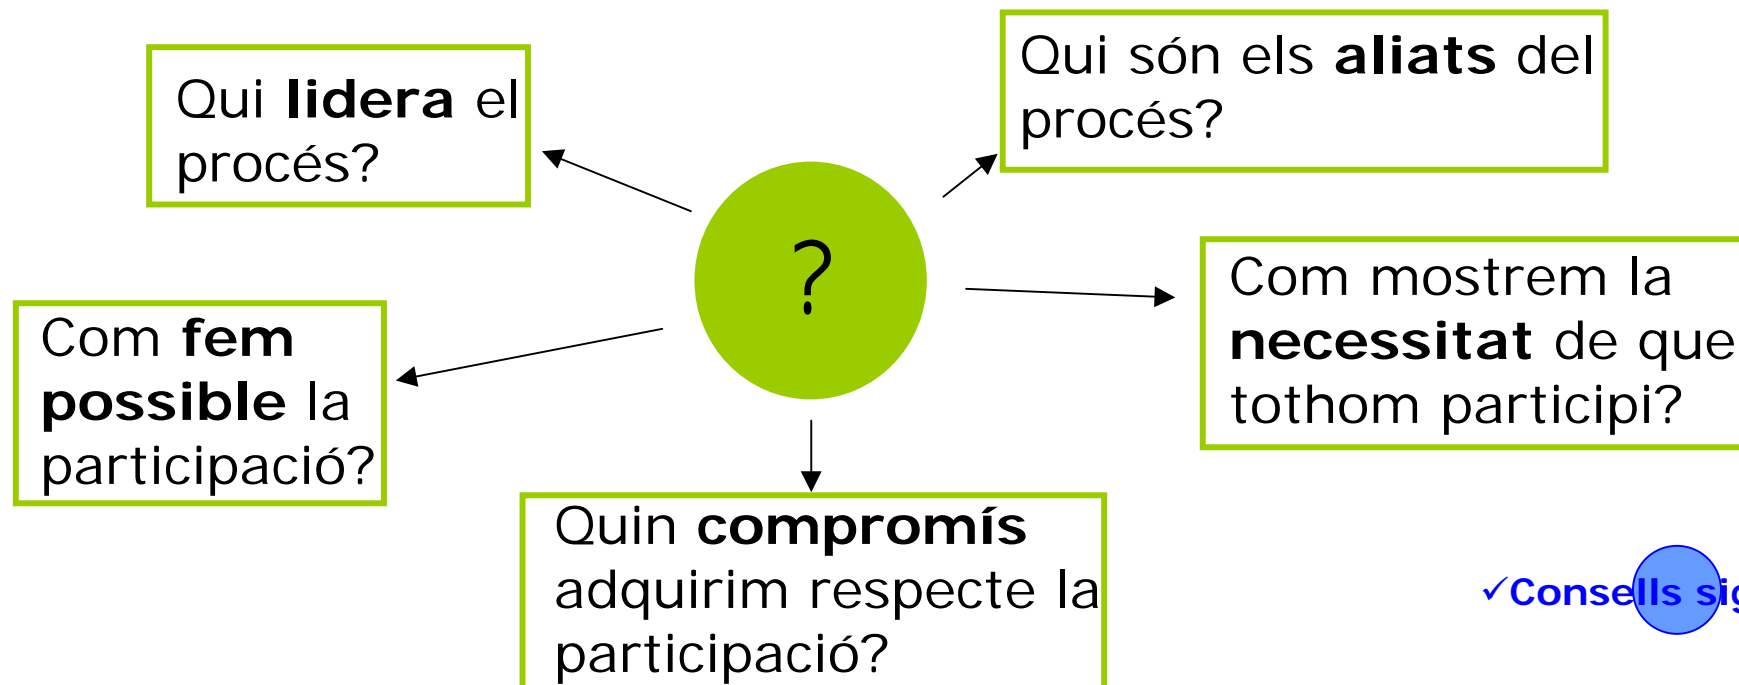 Qui lidera el
procés?
Qui són els aliats del
procés?
?
Com mostrem la
necessitat de que
tothom participi?
Com fem
possible la
participació?
Quin compromís
adquirim respecte la
participació?
✓Consells